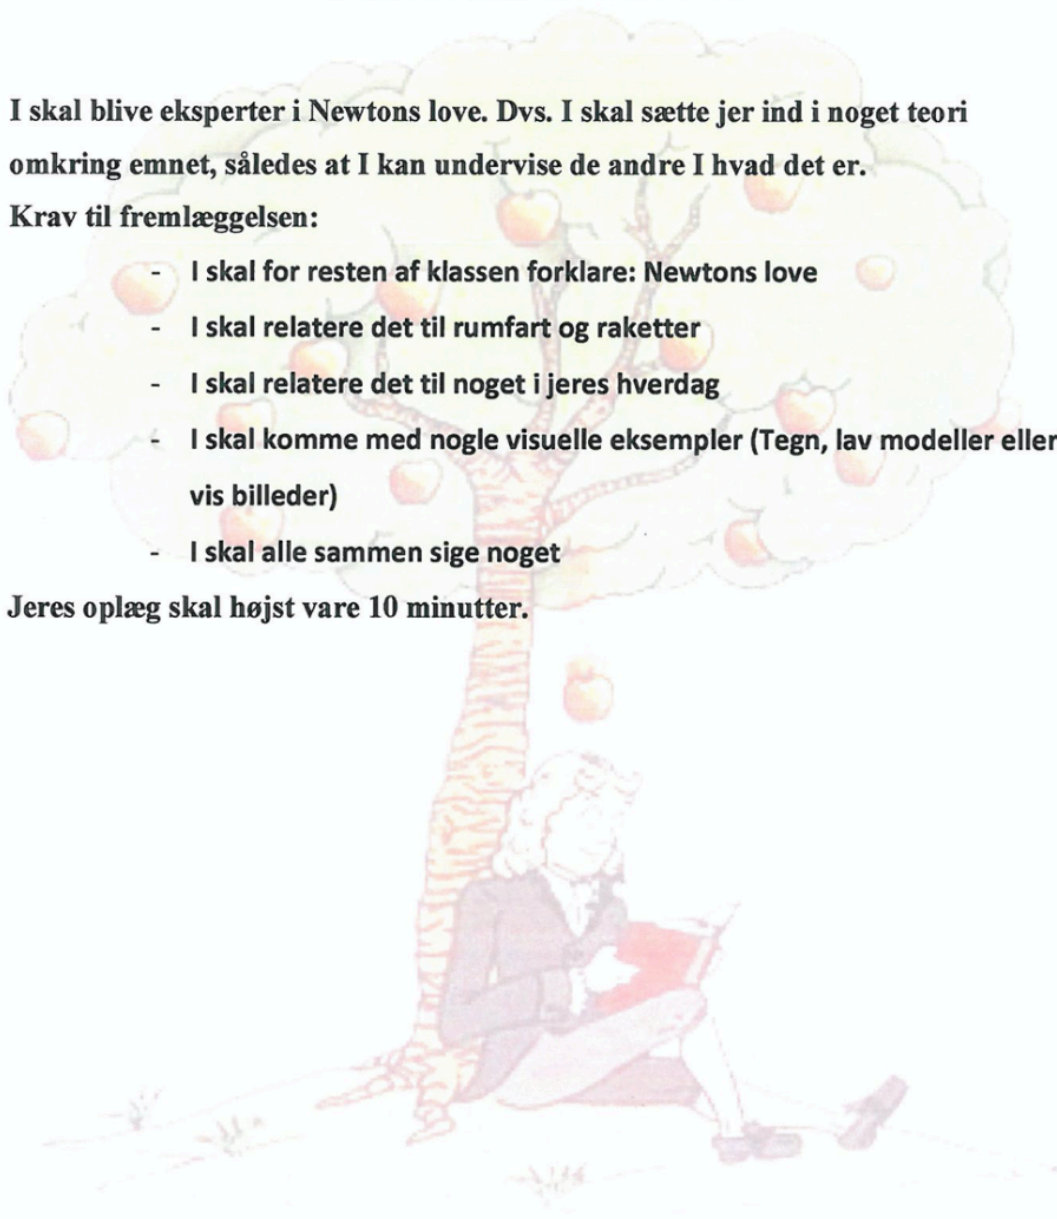 I skal blive eksperter i Newtons love. Dvs. I skal sætte jer ind i noget teori
omkring emnet, således at I kan undervise de andre I hvad det er.
Krav til fremlæggelsen:
- I skal for resten af klassen forklare: Newtons love
- I skal relatere det til rumfart og raketter
- I skal relatere det til noget i jeres hverdag
- I skal komme med nogle visuelle eksempler (Tegn, lav modeller eller
vis billeder)
- I skal alle sammen sige noget
Jeres oplæg skal højst vare 10 minutter.